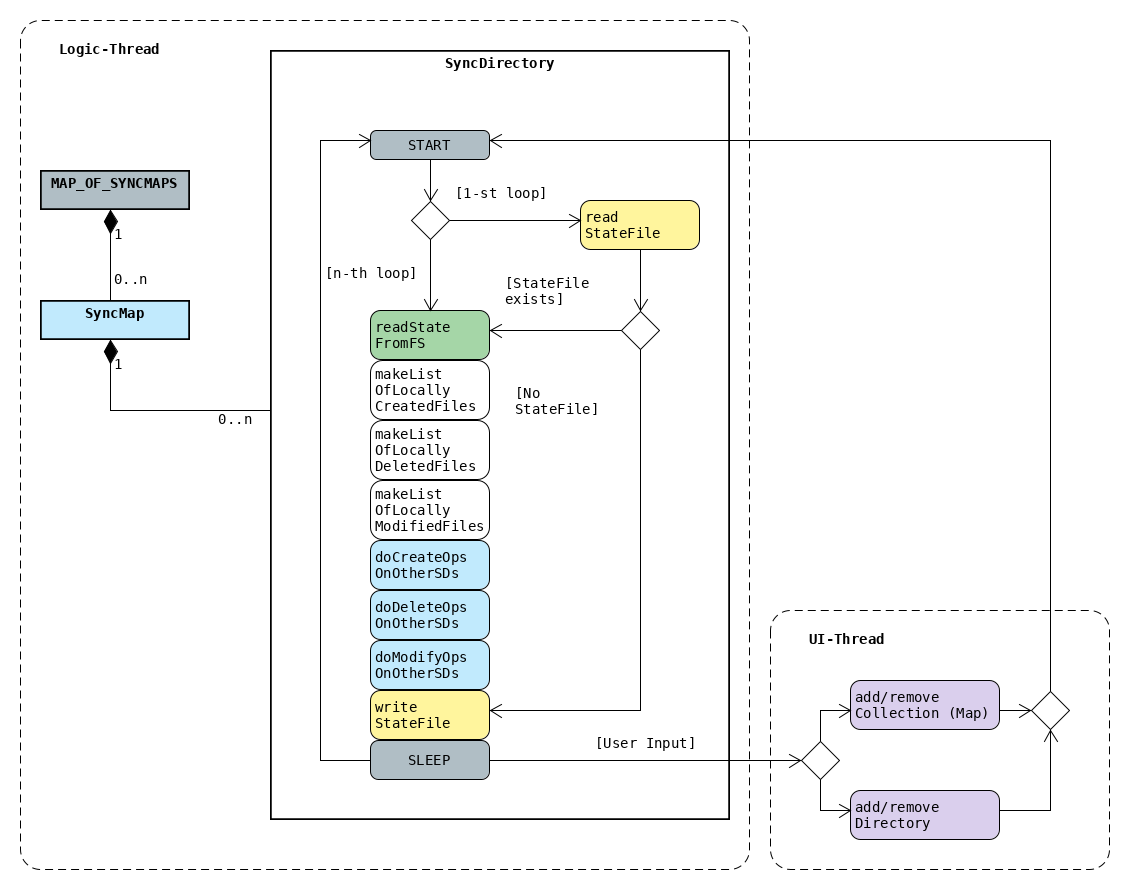 Logic-Thread
SyncDirectory
START
MAP_OF_SYNCMAPS
[1-st loop]
read
StateFile
1
[n-th loop]
0..n
[StateFile
exists]
SyncMap
readState
FromFS
1
makeList
OfLocally
CreatedFiles
[No
StateFile]
0..n
makeList
OfLocally
DeletedFiles
makeList
OfLocally
ModifiedFiles
doCreateOps
OnOtherSDs
doDeleteOps
OnOtherSDs
doModifyOps
OnOtherSDs
write
StateFile
SLEEP
[User Input]
UI-Thread
add/remove
Collection (Map)
add/remove
Directory